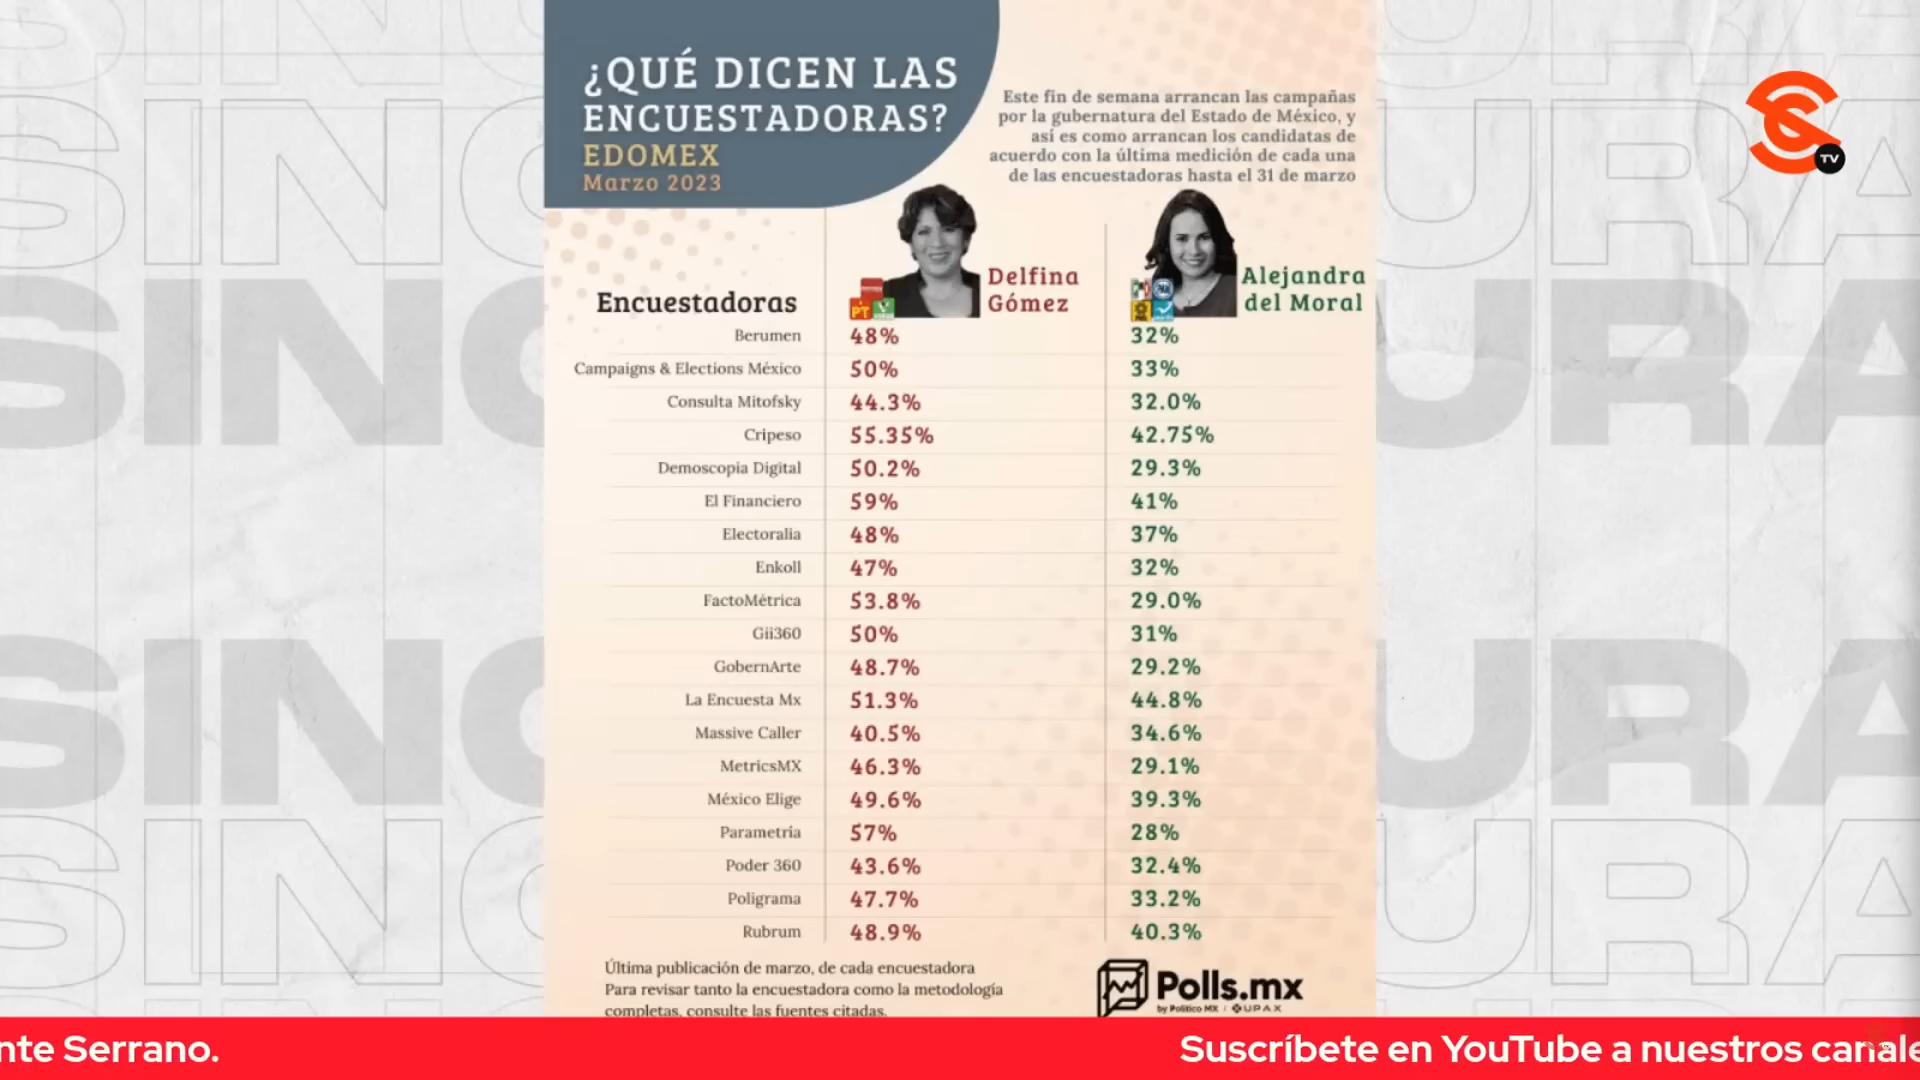 ¿QUÉ DICEN LAS
ENCUESTADORAS?
EDOMEX
Marzo 2023
Este fin de semana arrancan las campañas
por la gubernatura del Estado de México, y
así es como arrancan los candidatas de
acuerdo con la última medición de cada una
de las encuestadoras hasta el 31 de marzo
TV
Encuestadoras
PT
Delfina
Gómez
Alejandra
del Moral
Berumen 48% 32%
Campaigns & Elections México 50% 33%
Consulta Mitofsky 44.3% 32.0%
Cripeso 55.35% 42.75%
Demoscopia Digital 50.2% 29.3%
El Financiero 59% 41%
Electoralia 48% 37%
Enkoll 47% 32%
FactoMétrica 53.8% 29.0%
Gii360 50% 31%
GobernArte 48.7% 29.2%
La Encuesta Mx 51.3% 44.8%
Massive Caller 40.5% 34.6%
MetricsMX 46.3% 29.1%
México Elige 49.6% 39.3%
Parametría 57% 28%
Poder 360 43.6% 32.4%
Poligrama 47.7% 33.2%
Rubrum 48.9% 40.3%
Última publicación de marzo, de cada encuestadora
Para revisar tanto la encuestadora como la metodología
completas, consulte las fuentes citadas.
Polls.mx
by Político MX / UPAX
nte Serrano. Suscríbete en YouTube a nuestros canale